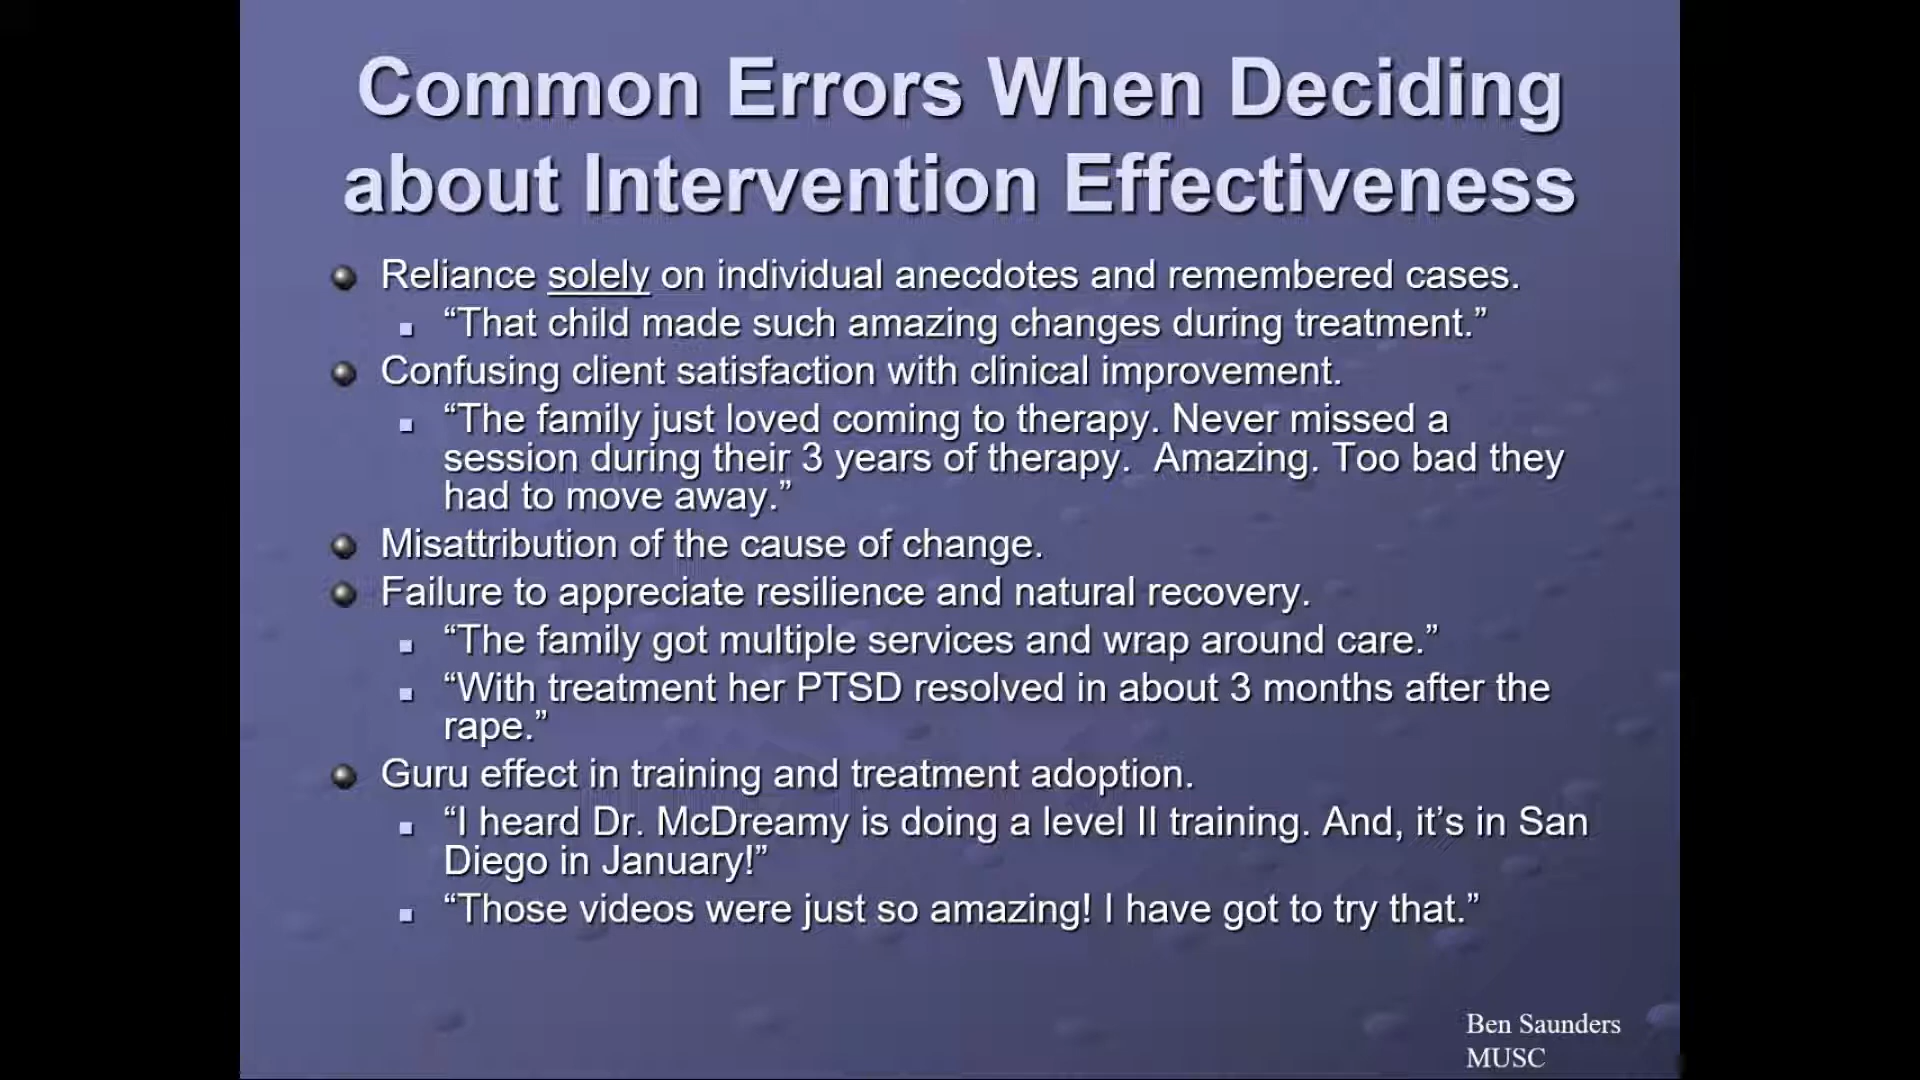 Common Errors When Deciding
about Intervention Effectiveness
Reliance solely on individual anecdotes and remembered cases.
“That child made such amazing changes during treatment.”
Confusing client satisfaction with clinical improvement.
“The family just loved coming to therapy. Never missed a
session during their 3 years of therapy.  Amazing. Too bad they
had to move away.”
Misattribution of the cause of change.
Failure to appreciate resilience and natural recovery.
“The family got multiple services and wrap around care.”
“With treatment her PTSD resolved in about 3 months after the
rape.”
Guru effect in training and treatment adoption.
“I heard Dr. McDreamy is doing a level II training. And, it’s in San
Diego in January!”
“Those videos were just so amazing! I have got to try that.”
Ben Saunders
MUSC